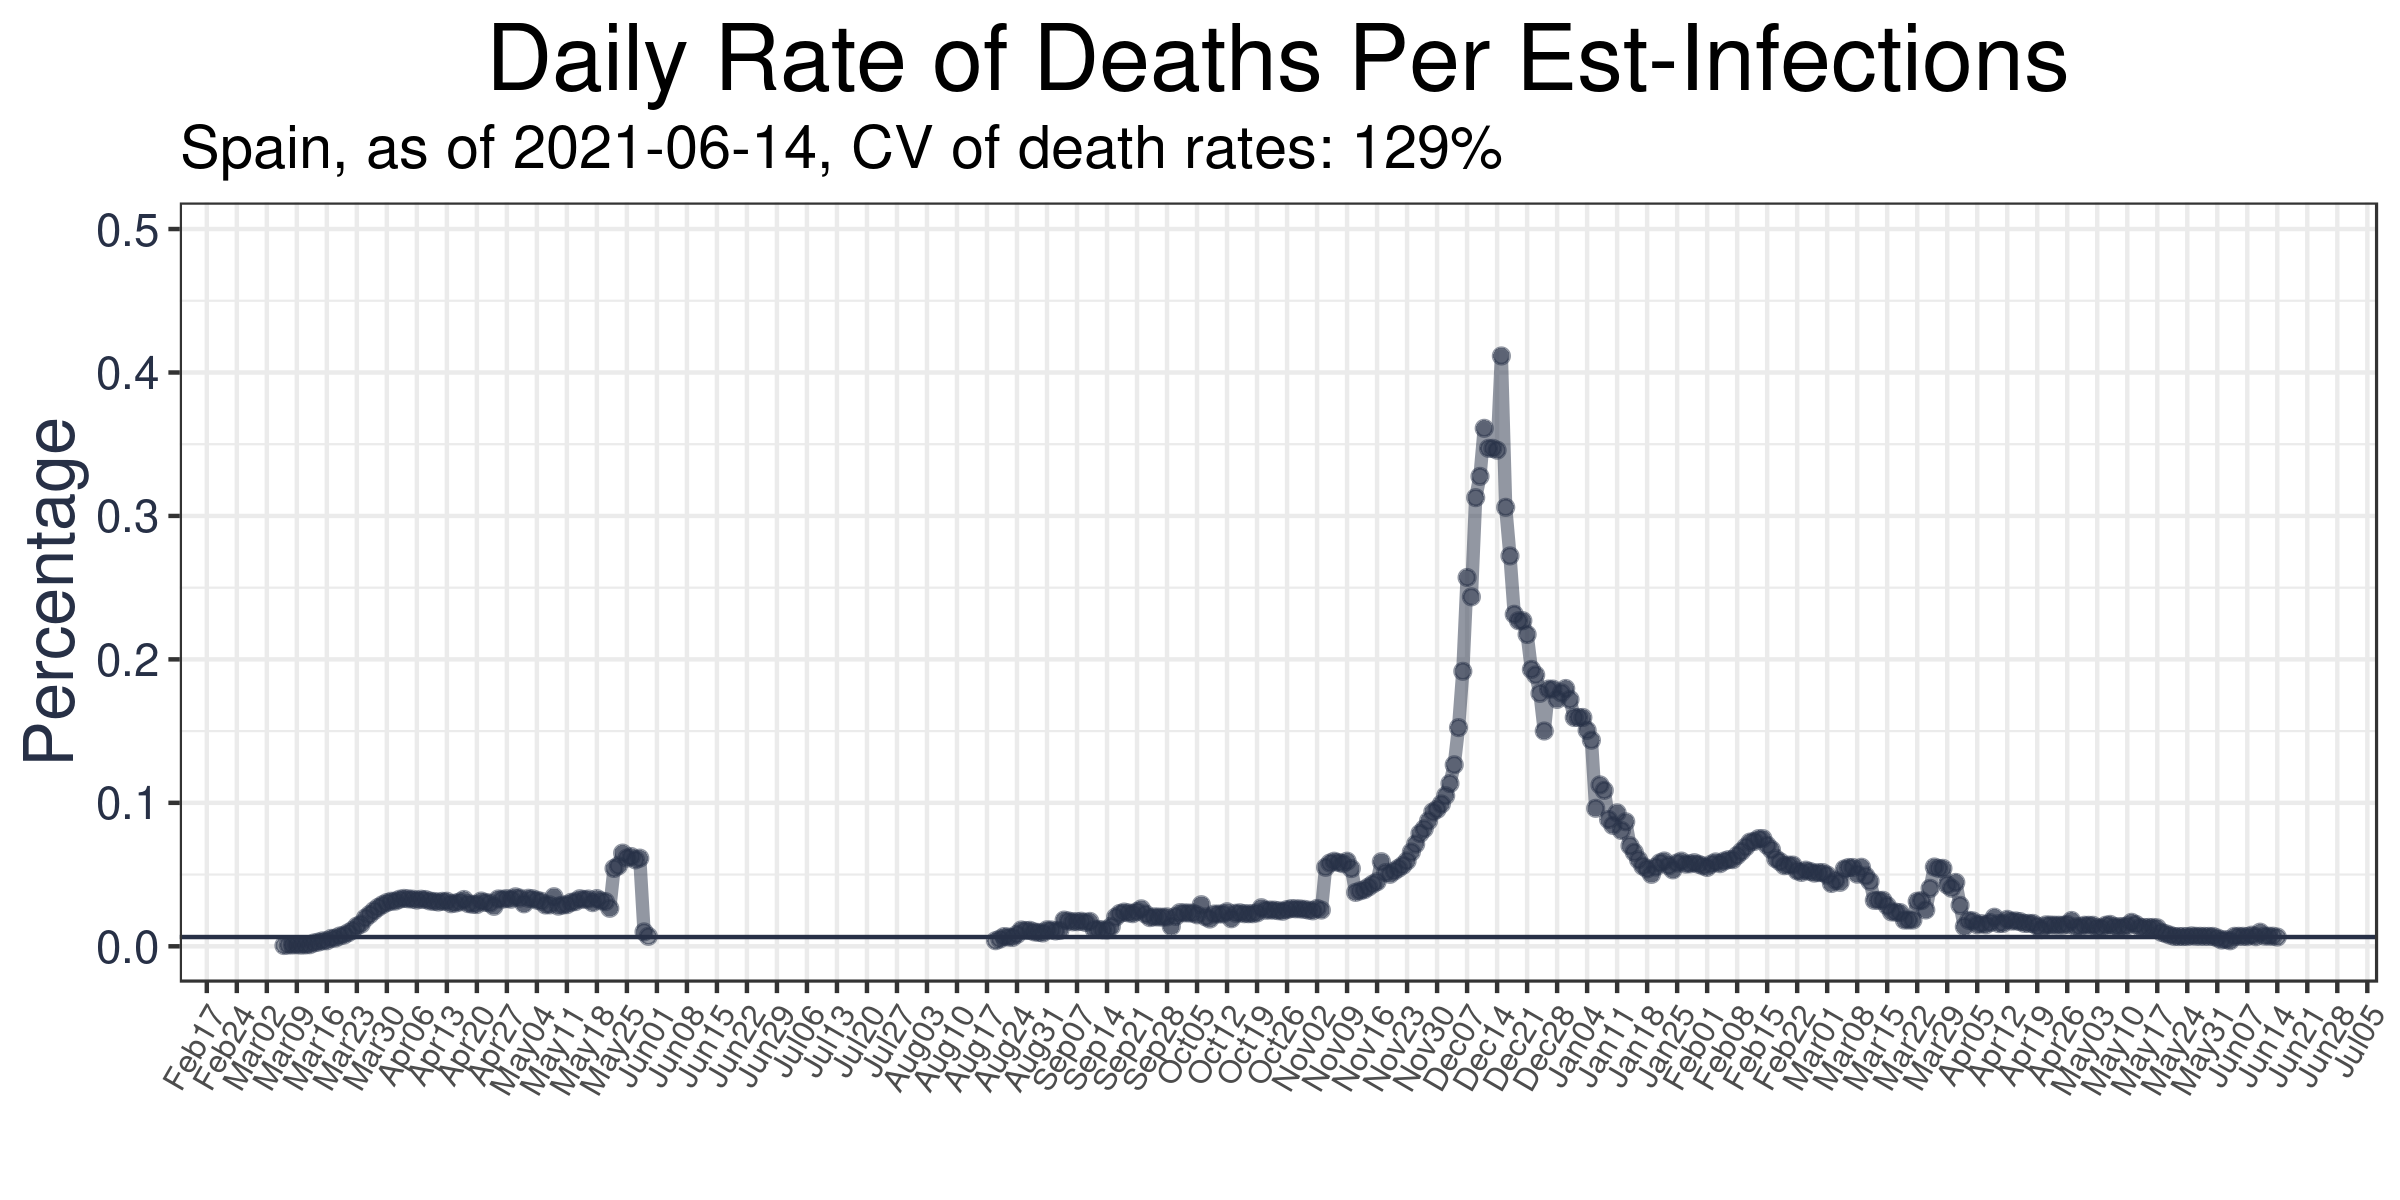 Daily Rate of Deaths Per Est-Infections
Spain, as of 2021-06-14, CV of death rates: 129%
Percentage
0.5
0.4
0.3
0.2
0.1
0.0
Feb17
Feb24
Mar02
Mar09
Mar16
Mar23
Mar30
Apr06
Apr13
Apr20
Apr27
May04
May11
May18
May25
Jun01
Jun08
Jun15
Jun22
Jun29
Jul06
Jul13
Jul20
Jul27
Aug03
Aug10
Aug17
Aug24
Aug31
Sep07
Sep14
Sep21
Sep28
Oct05
Oct12
Oct19
Oct26
Nov02
Nov09
Nov16
Nov23
Nov30
Dec07
Dec14
Dec21
Dec28
Dec04
Jan11
Jan18
Jan25
Jan01
Feb08
Feb15
Feb22
Feb01
Mar08
Mar15
Mar22
Mar29
Apr05
Apr12
Apr19
Apr26
May03
May10
May17
May24
May31
May07
Jun14
Jun21
Jun28
Jul05